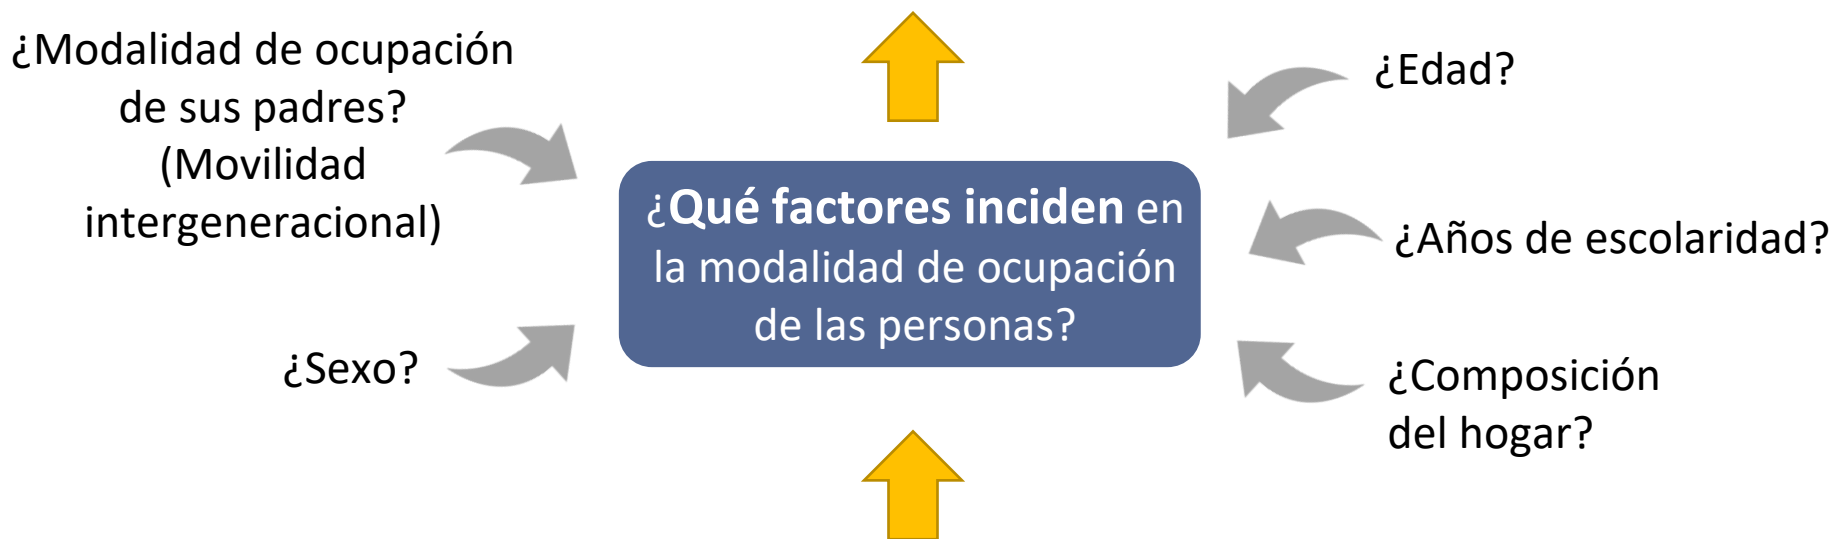 ¿Modalidad de ocupación
de sus padres?
(Movilidad
intergeneracional)
¿Sexo?
¿Qué factores inciden en
la modalidad de ocupación
de las personas?
¿Edad?
¿Años de escolaridad?
¿Composición
del hogar?